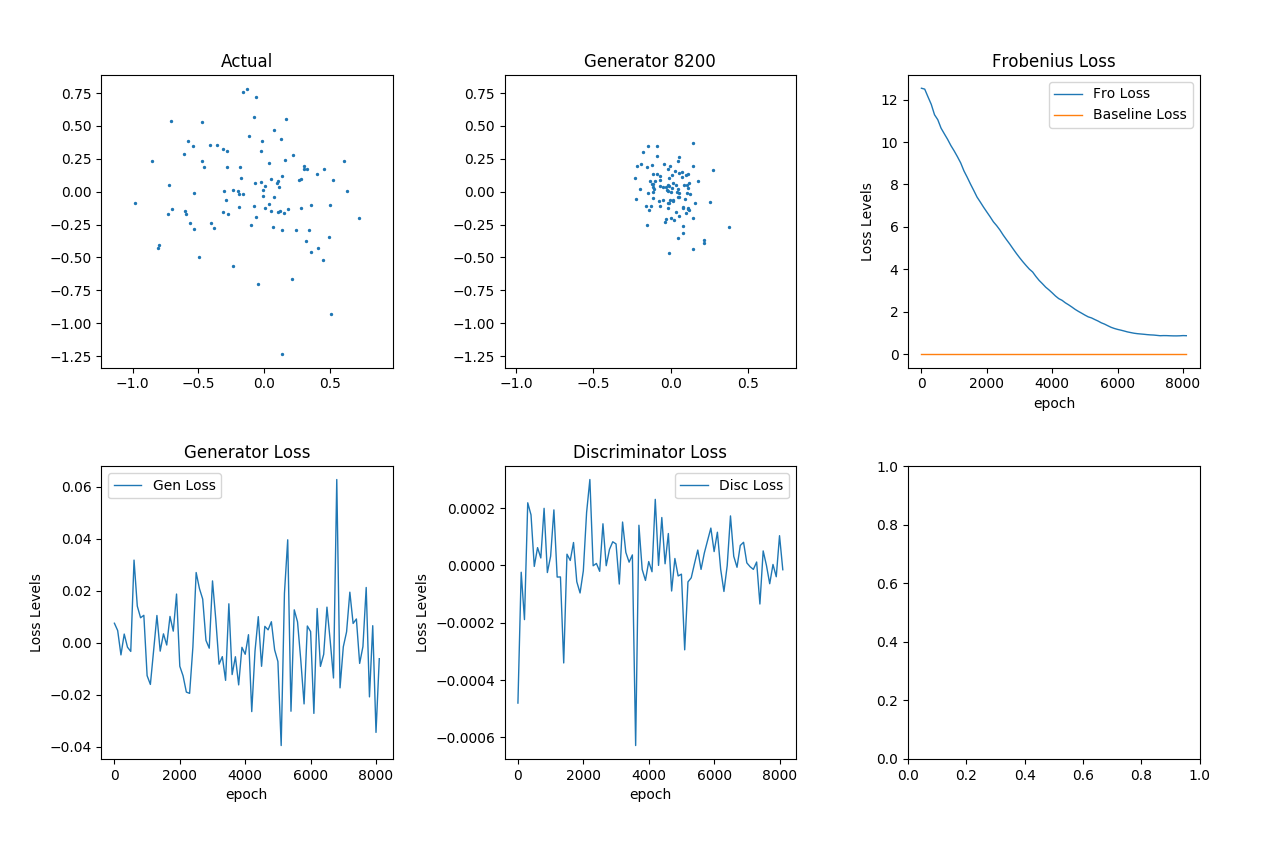 Actual
0.75
0.50
0.25
0.00
−0.25
−0.50
−0.75
−1.00
−1.25
−1.0 −0.5 0.0 0.5
Generator 8200
0.75
0.50
0.25
0.00
−0.25
−0.50
−0.75
−1.00
−1.25
−1.0 −0.5 0.0 0.5
Frobenius Loss
Fro Loss
Baseline Loss
Loss Levels
12
10
8
6
4
2
0
0 2000 4000 6000 8000
epoch
Generator Loss
Gen Loss
Loss Levels
0.06
0.04
0.02
0.00
−0.02
−0.04
0 2000 4000 6000 8000
epoch
Discriminator Loss
Disc Loss
Loss Levels
0.0002
0.0000
−0.0002
−0.0004
−0.0006
0 2000 4000 6000 8000
epoch
1.0
0.8
0.6
0.4
0.2
0.0
0.0 0.2 0.4 0.6 0.8 1.0